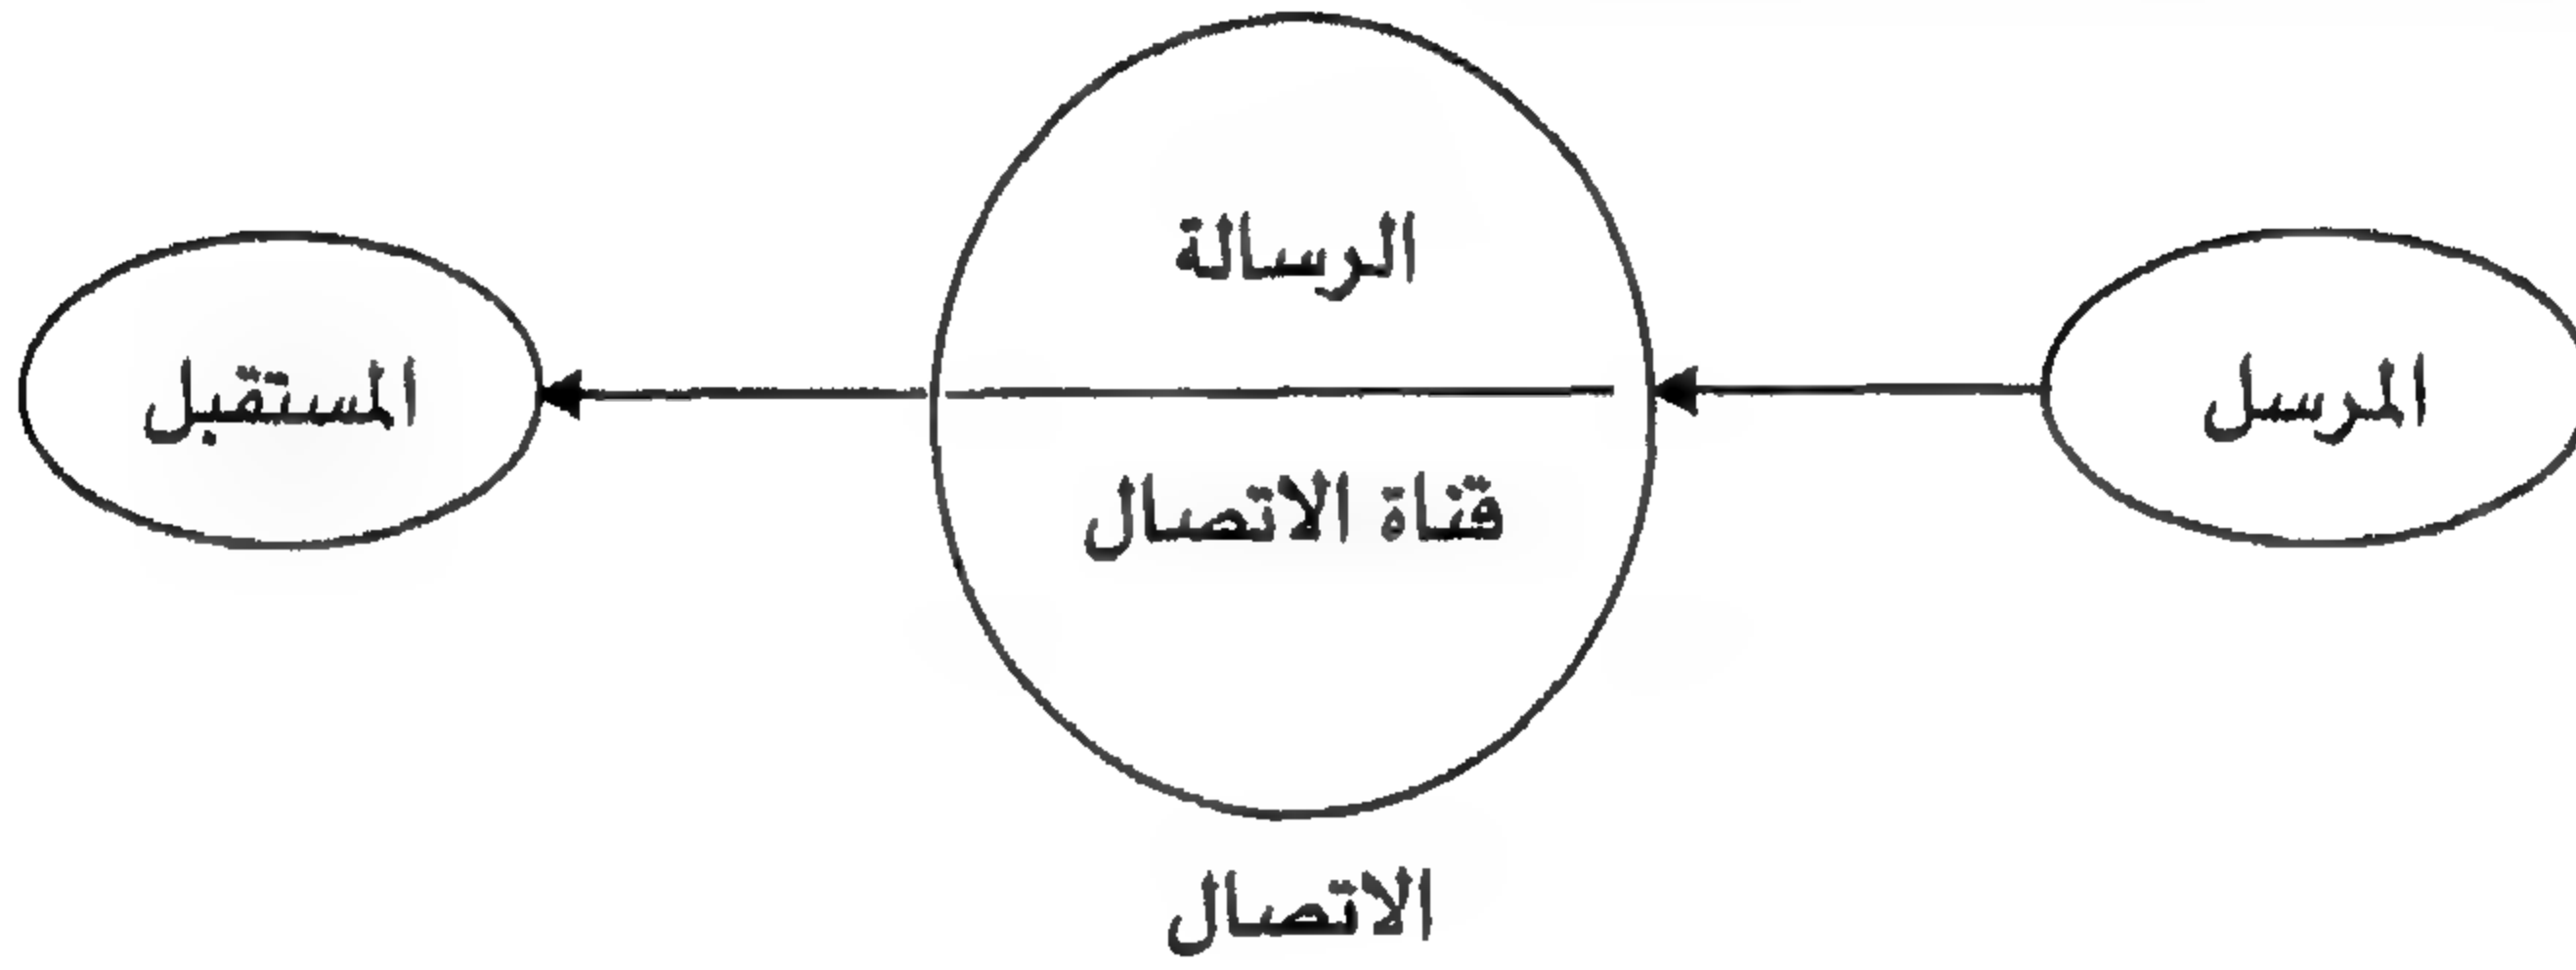 الرسالة
المرسل
المستقبل
قناة الاتصال
الاتصال